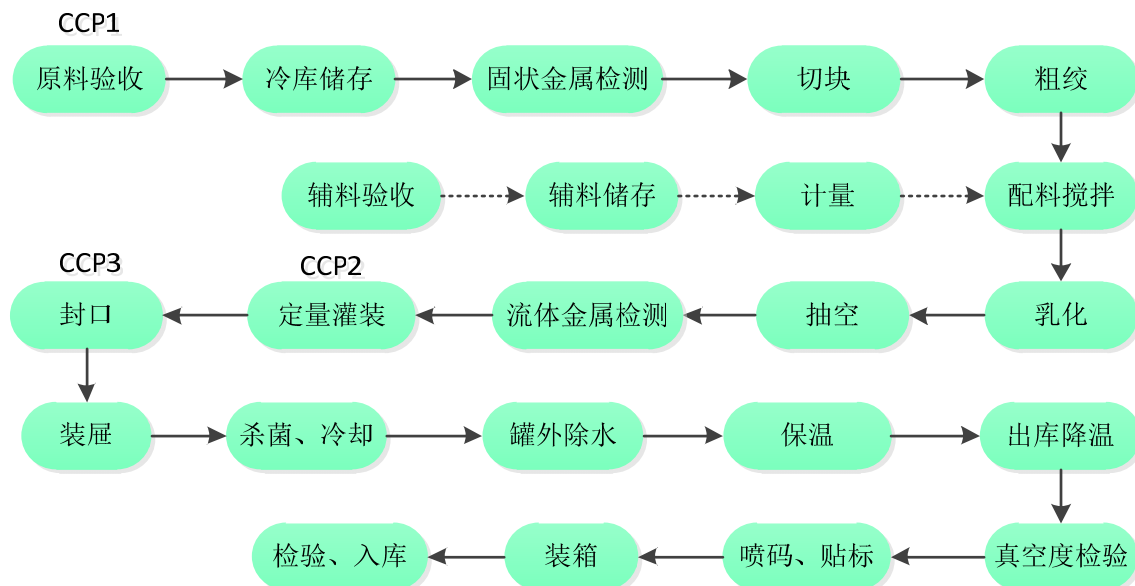 CCP1
原料验收
冷库储存
固状金属检测
切块
粗绞
辅料验收
辅料储存
计量
配料搅拌
CCP3
CCP2
封口
定量灌装
流体金属检测
抽空
乳化
装屉
杀菌、冷却
罐外除水
保温
出库降温
检验、入库
装箱
喷码、贴标
真空度检验